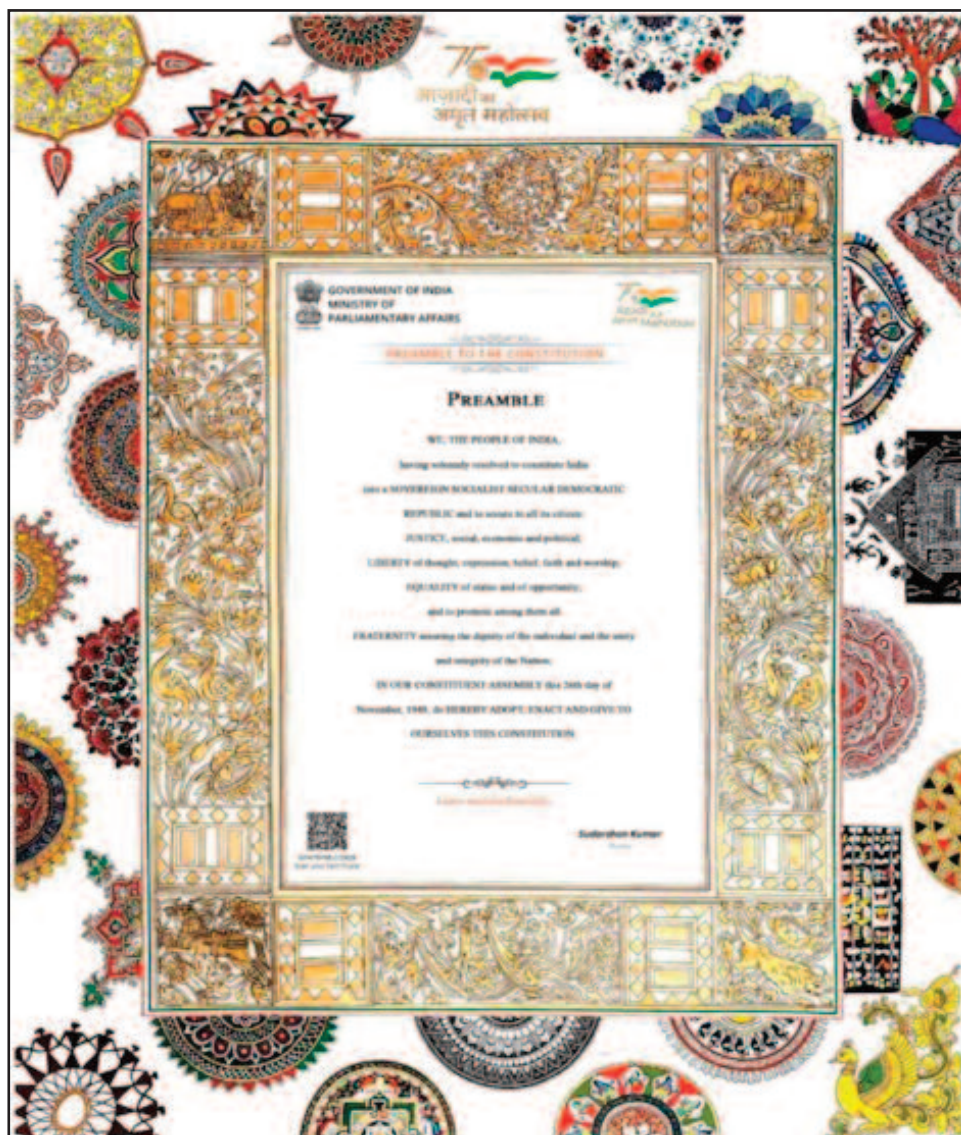 आज़ादी का
अमृत महोत्सव
GOVERNMENT OF INDIA
MINISTRY OF
PARLIAMENTARY AFFAIRS
PREAMBLE TO THE CONSTITUTION
PREAMBLE
WE, THE PEOPLE OF INDIA,
having solemnly resolved to constitute India
into a SOVEREIGN SOCIALIST SECULAR DEMOCRATIC
REPUBLIC and to secure to all its citizens
JUSTICE, social, economic and political;
LIBERTY of thought, expression, belief, faith and worship;
EQUALITY of status and of opportunity;
and to promote among them all
FRATERNITY assuring the dignity of the individual and the unity
and integrity of the Nation;
IN OUR CONSTITUENT ASSEMBLY this 26th day of
November, 1949, do HEREBY ADOPT, ENACT AND GIVE TO
OURSELVES THIS CONSTITUTION
Sudarshan Kumar